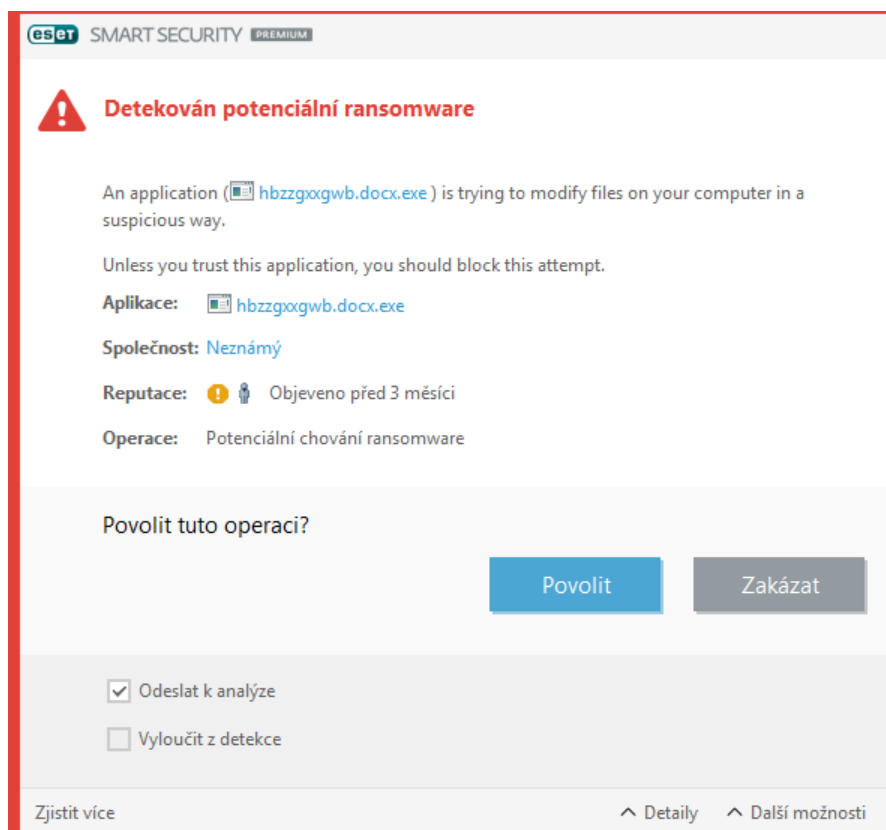 eset SMART SECURITY PREMIUM
Detekován potenciální ransomware
An application ( hbzzgxxgwb.docx.exe ) is trying to modify files on your computer in a
suspicious way.
Unless you trust this application, you should block this attempt.
Aplikace: hbzzgxxgwb.docx.exe
Společnost: Neznámý
Reputace: Objeveno před 3 měsíci
Operace: Potenciální chování ransomware
Povolit tuto operaci?
Povolit Zakázat
Odeslat k analýze
Vyloučit z detekce
Zjistit více Detaily Další možnosti